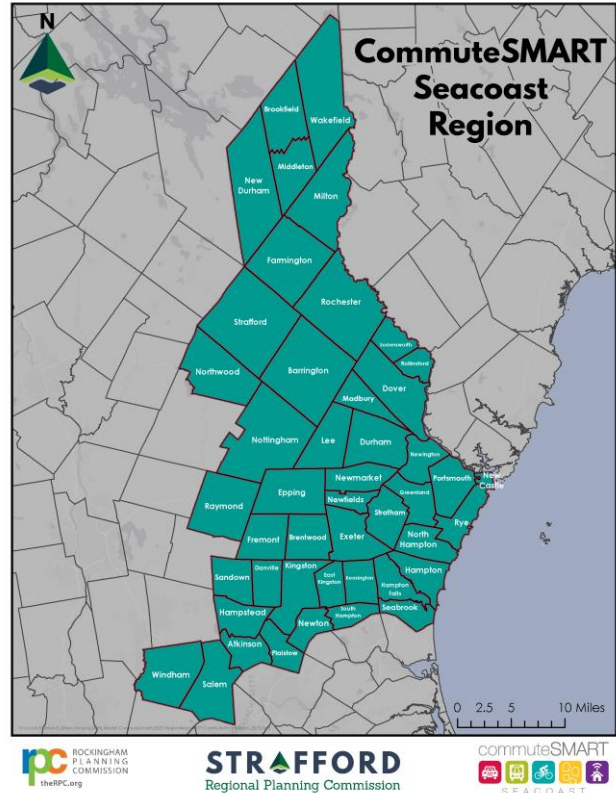 N
CommuteSMART
Seacoast
Region
Brookfield
Wakefield
Middleton
New
Durham
Milton
Farmington
Rochester
Strafford
Somersworth
Rollinsford
Northwood
Barrington
Dover
Madbury
Nottingham
Lee
Durham
Newington
Newmarket
New
Castle
Portsmouth
Epping
Greenland
Newfields
Raymond
Stratham
Rye
Fremont
Brentwood
Exeter
North
Hampton
Sandown
Danville
Kingston
East
Kingston
Kensington
Hampton
Hampton
Falls
Hampstead
South
Hampton
Seabrook
Newton
Atkinson
Plaistow
Windham
Salem
0 2.5 5 10 Miles
rpc
ROCKINGHAM
PLANNING
COMMISSION
theRPC.org
STRAFFORD
Regional Planning Commission
commuteSMART
SEACOAST